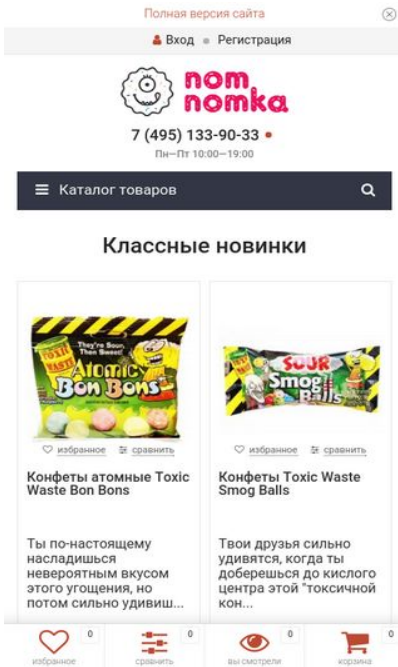 Полная версия сайта
Вход Регистрация
nom
nomka
7 (495) 133-90-33
Пн—Пт 10:00—19:00
Каталог товаров
Классные новинки
They're Sour,
Then Sweet!
TOXIC
WASTE
Atomic
Bon Bons
SOUR
Smog
Balls
избранное сравнить избранное сравнить
Конфеты атомные Toxic
Waste Bon Bons
Конфеты Toxic Waste
Smog Balls
Ты по-настоящему
насладишься
невероятным вкусом
этого угощения, но
потом сильно удивиш...
Твои друзья сильно
удивятся, когда ты
доберешься до кислого
центра этой "токсичной
кон...
0 0 0 0
избранное сравнить вы смотрели корзина